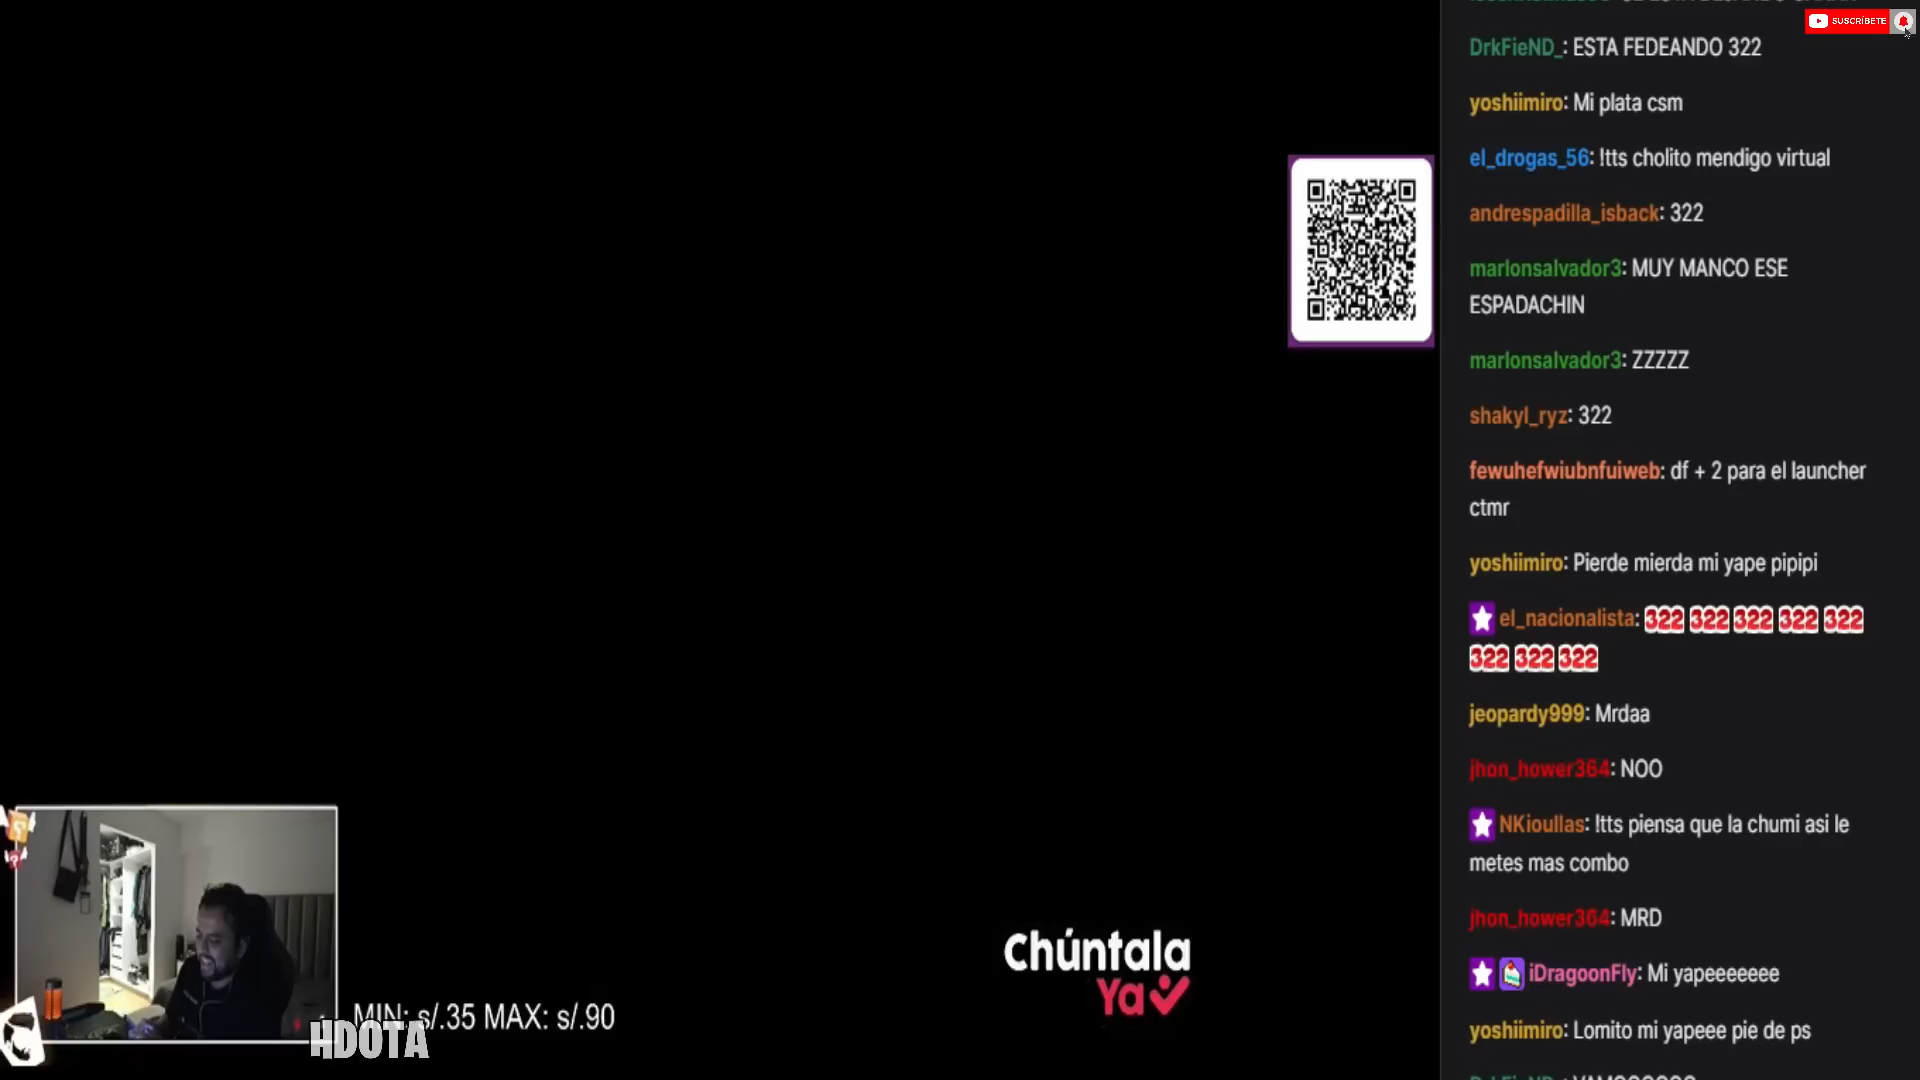 SUSCRÍBETE
DrkFieND_: ESTA FEDEANDO 322
yoshiimiro: Mi plata csm
el_drogas_56: !tts cholito mendigo virtual
andrespadilla_isback: 322
marlonsalvador3: MUY MANCO ESE
ESPADACHIN
marlonsalvador3: ZZZZZ
shakyl_ryz: 322
fewuhefwiubnfuiweb: df + 2 para el launcher
ctmr
yoshiimiro: Pierde mierda mi yape pipipi
el_nacionalista: 322 322 322 322 322
322 322 322
jeopardy999: Mrdaa
jhon_hower364: NOO
NKioullas: !tts piensa que la chumi asi le
metes mas combo
jhon_hower364: MRD
iDragoonFly: Mi yapeeeeeee
yoshiimiro: Lomito mi yapeee pie de ps
Chúntala
Ya
MIN: s/.35 MAX: s/.90
HDOTA